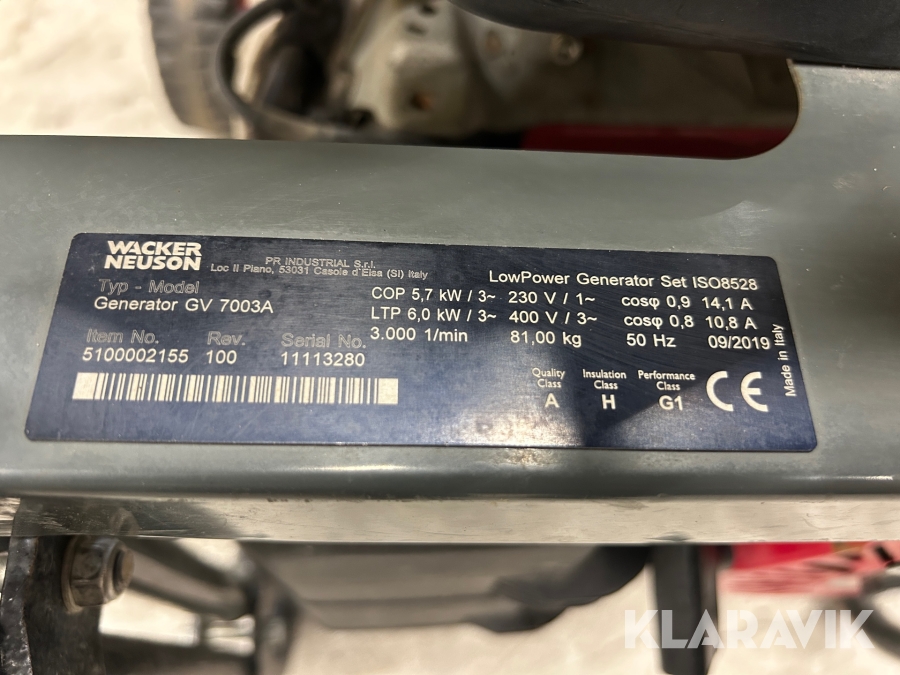 WACKER
NEUSON
PR INDUSTRIAL S.r.l.
Loc Il Piano, 53031 Casole d'Elsa (SI) Italy
LowPower Generator Set ISO8528
Typ - Model
Generator GV 7003A
COP 5,7 kW / 3~ 230 V / 1~ cosφ 0,9 14,1 A
LTP 6,0 kW / 3~ 400 V / 3~ cosφ 0,8 10,8 A
3.000 1/min 81,00 kg 50 Hz 09/2019
Item No. Rev. Serial No.
5100002155 100 11113280
Quality Class Insulation Class Performance Class
A H G1
CE
Made in Italy
KLARAVIK